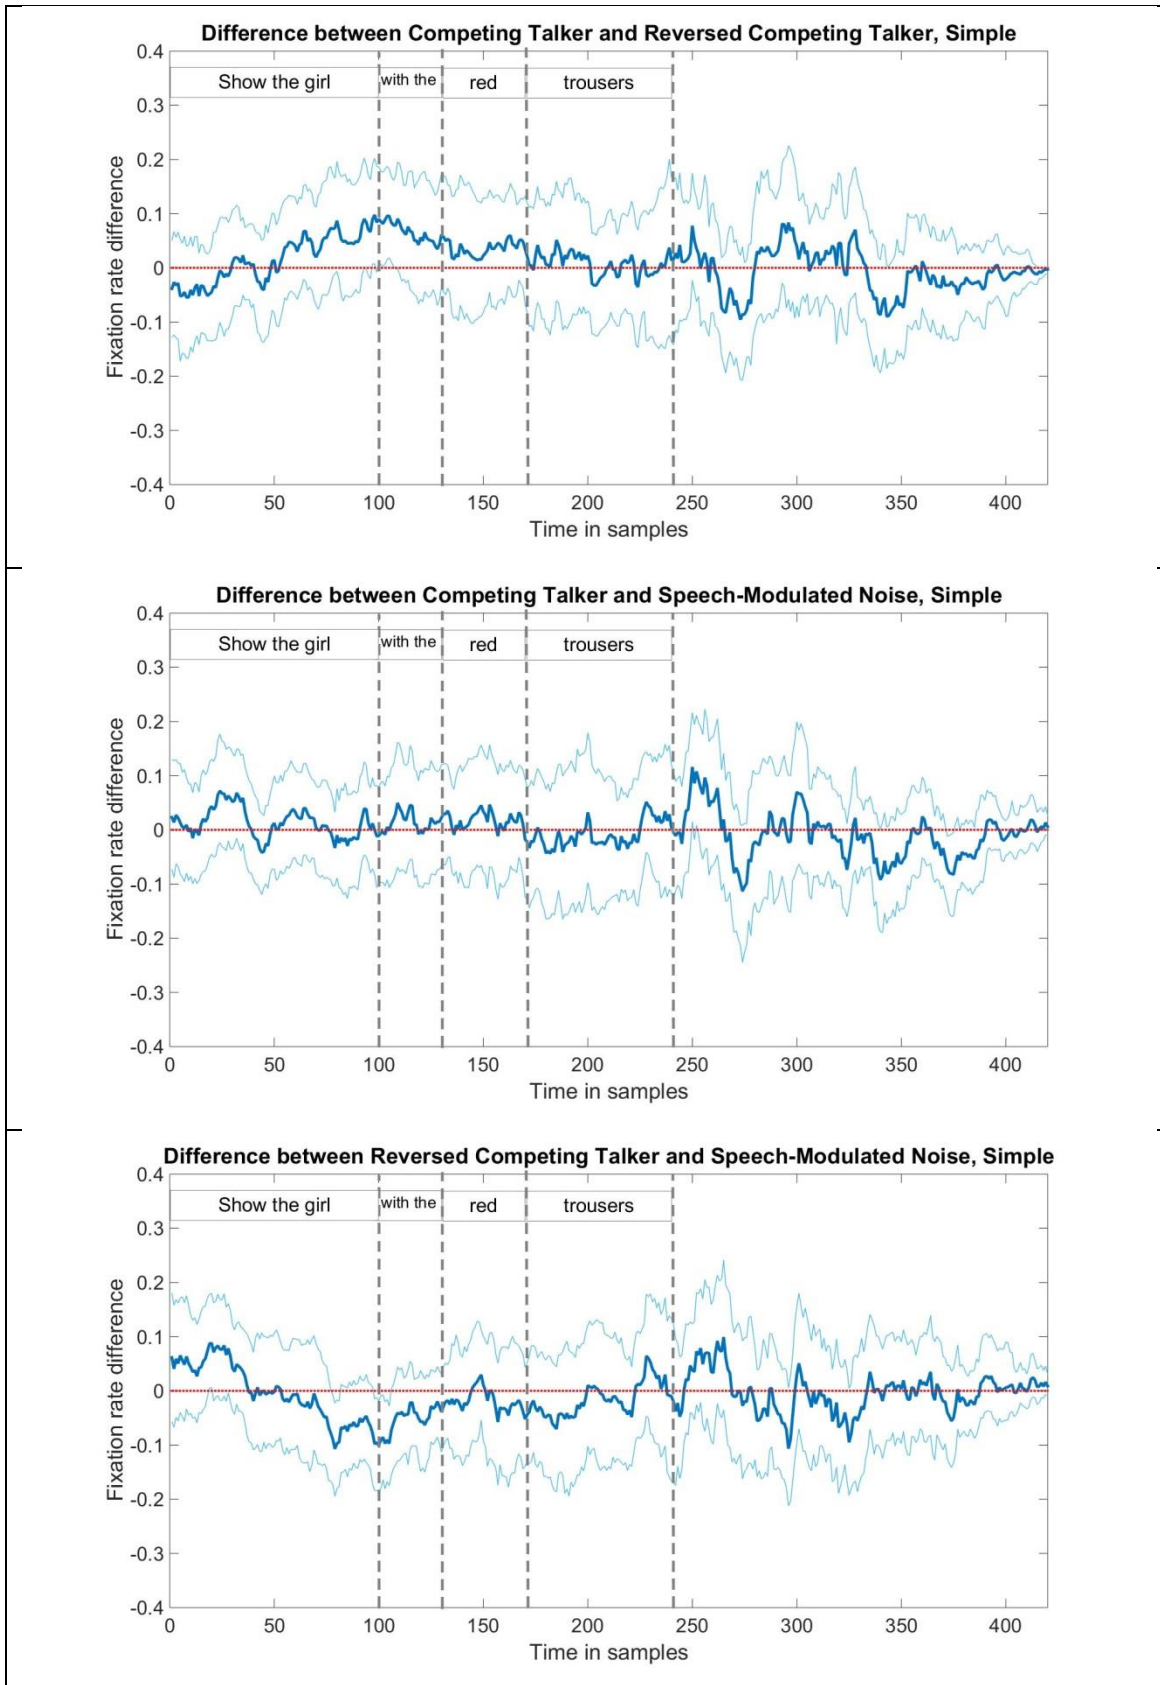 Difference between Competing Talker and Reversed Competing Talker, Simple
0.4
Show the girl with the red trousers
0.3
0.2
0.1
0
-0.1
-0.2
-0.3
-0.4
Fixation rate difference
0 50 100 150 200 250 300 350 400
Time in samples
Difference between Competing Talker and Speech-Modulated Noise, Simple
0.4
Show the girl with the red trousers
0.3
0.2
0.1
0
-0.1
-0.2
-0.3
-0.4
Fixation rate difference
0 50 100 150 200 250 300 350 400
Time in samples
Difference between Reversed Competing Talker and Speech-Modulated Noise, Simple
0.4
Show the girl with the red trousers
0.3
0.2
0.1
0
-0.1
-0.2
-0.3
-0.4
Fixation rate difference
0 50 100 150 200 250 300 350 400
Time in samples